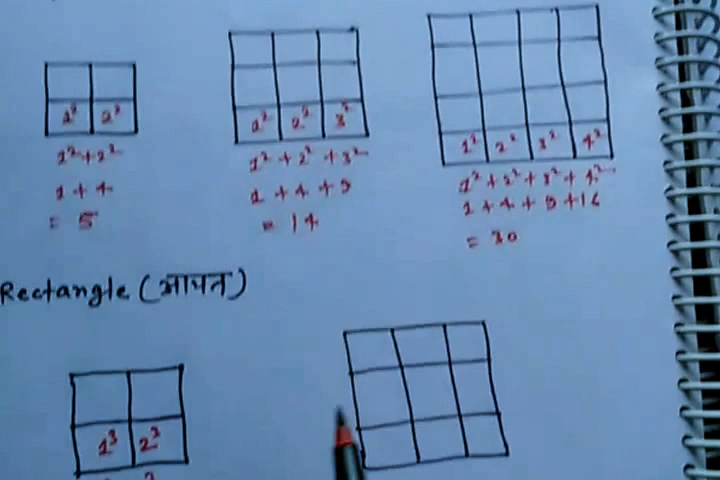 1² 2²
1² + 2²
1 + 4
= 5
1² 2² 3²
1² + 2² + 3²
1 + 4 + 9
= 14
1² 2² 3² 4²
1² + 2² + 3² + 4²
1 + 4 + 9 + 16
= 30
Rectangle (आयत)
1³ 2³